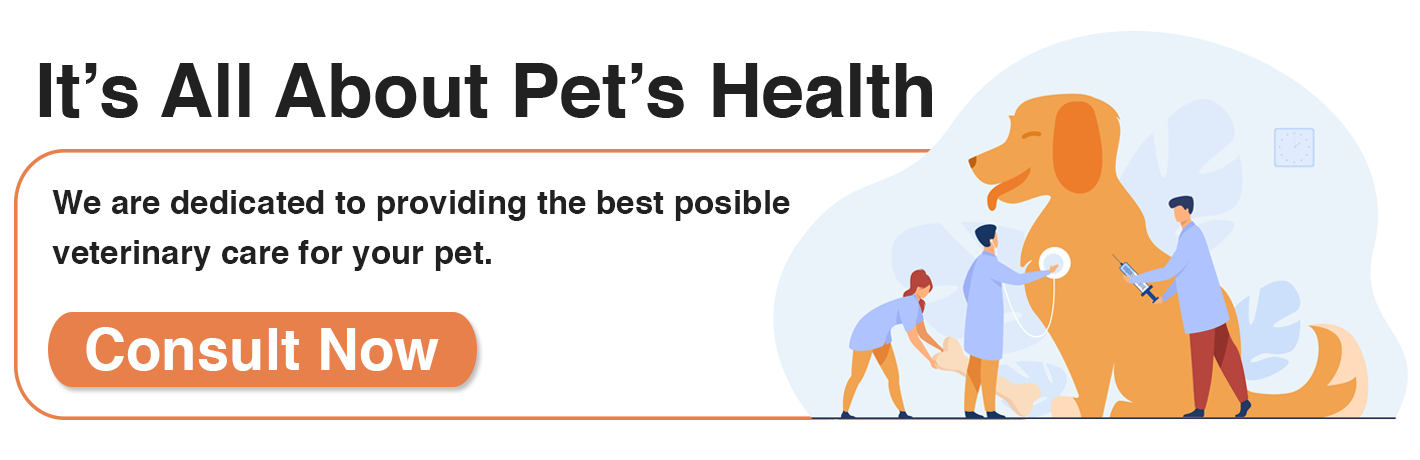 It’s All About Pet’s Health
We are dedicated to providing the best posible
veterinary care for your pet.
Consult Now